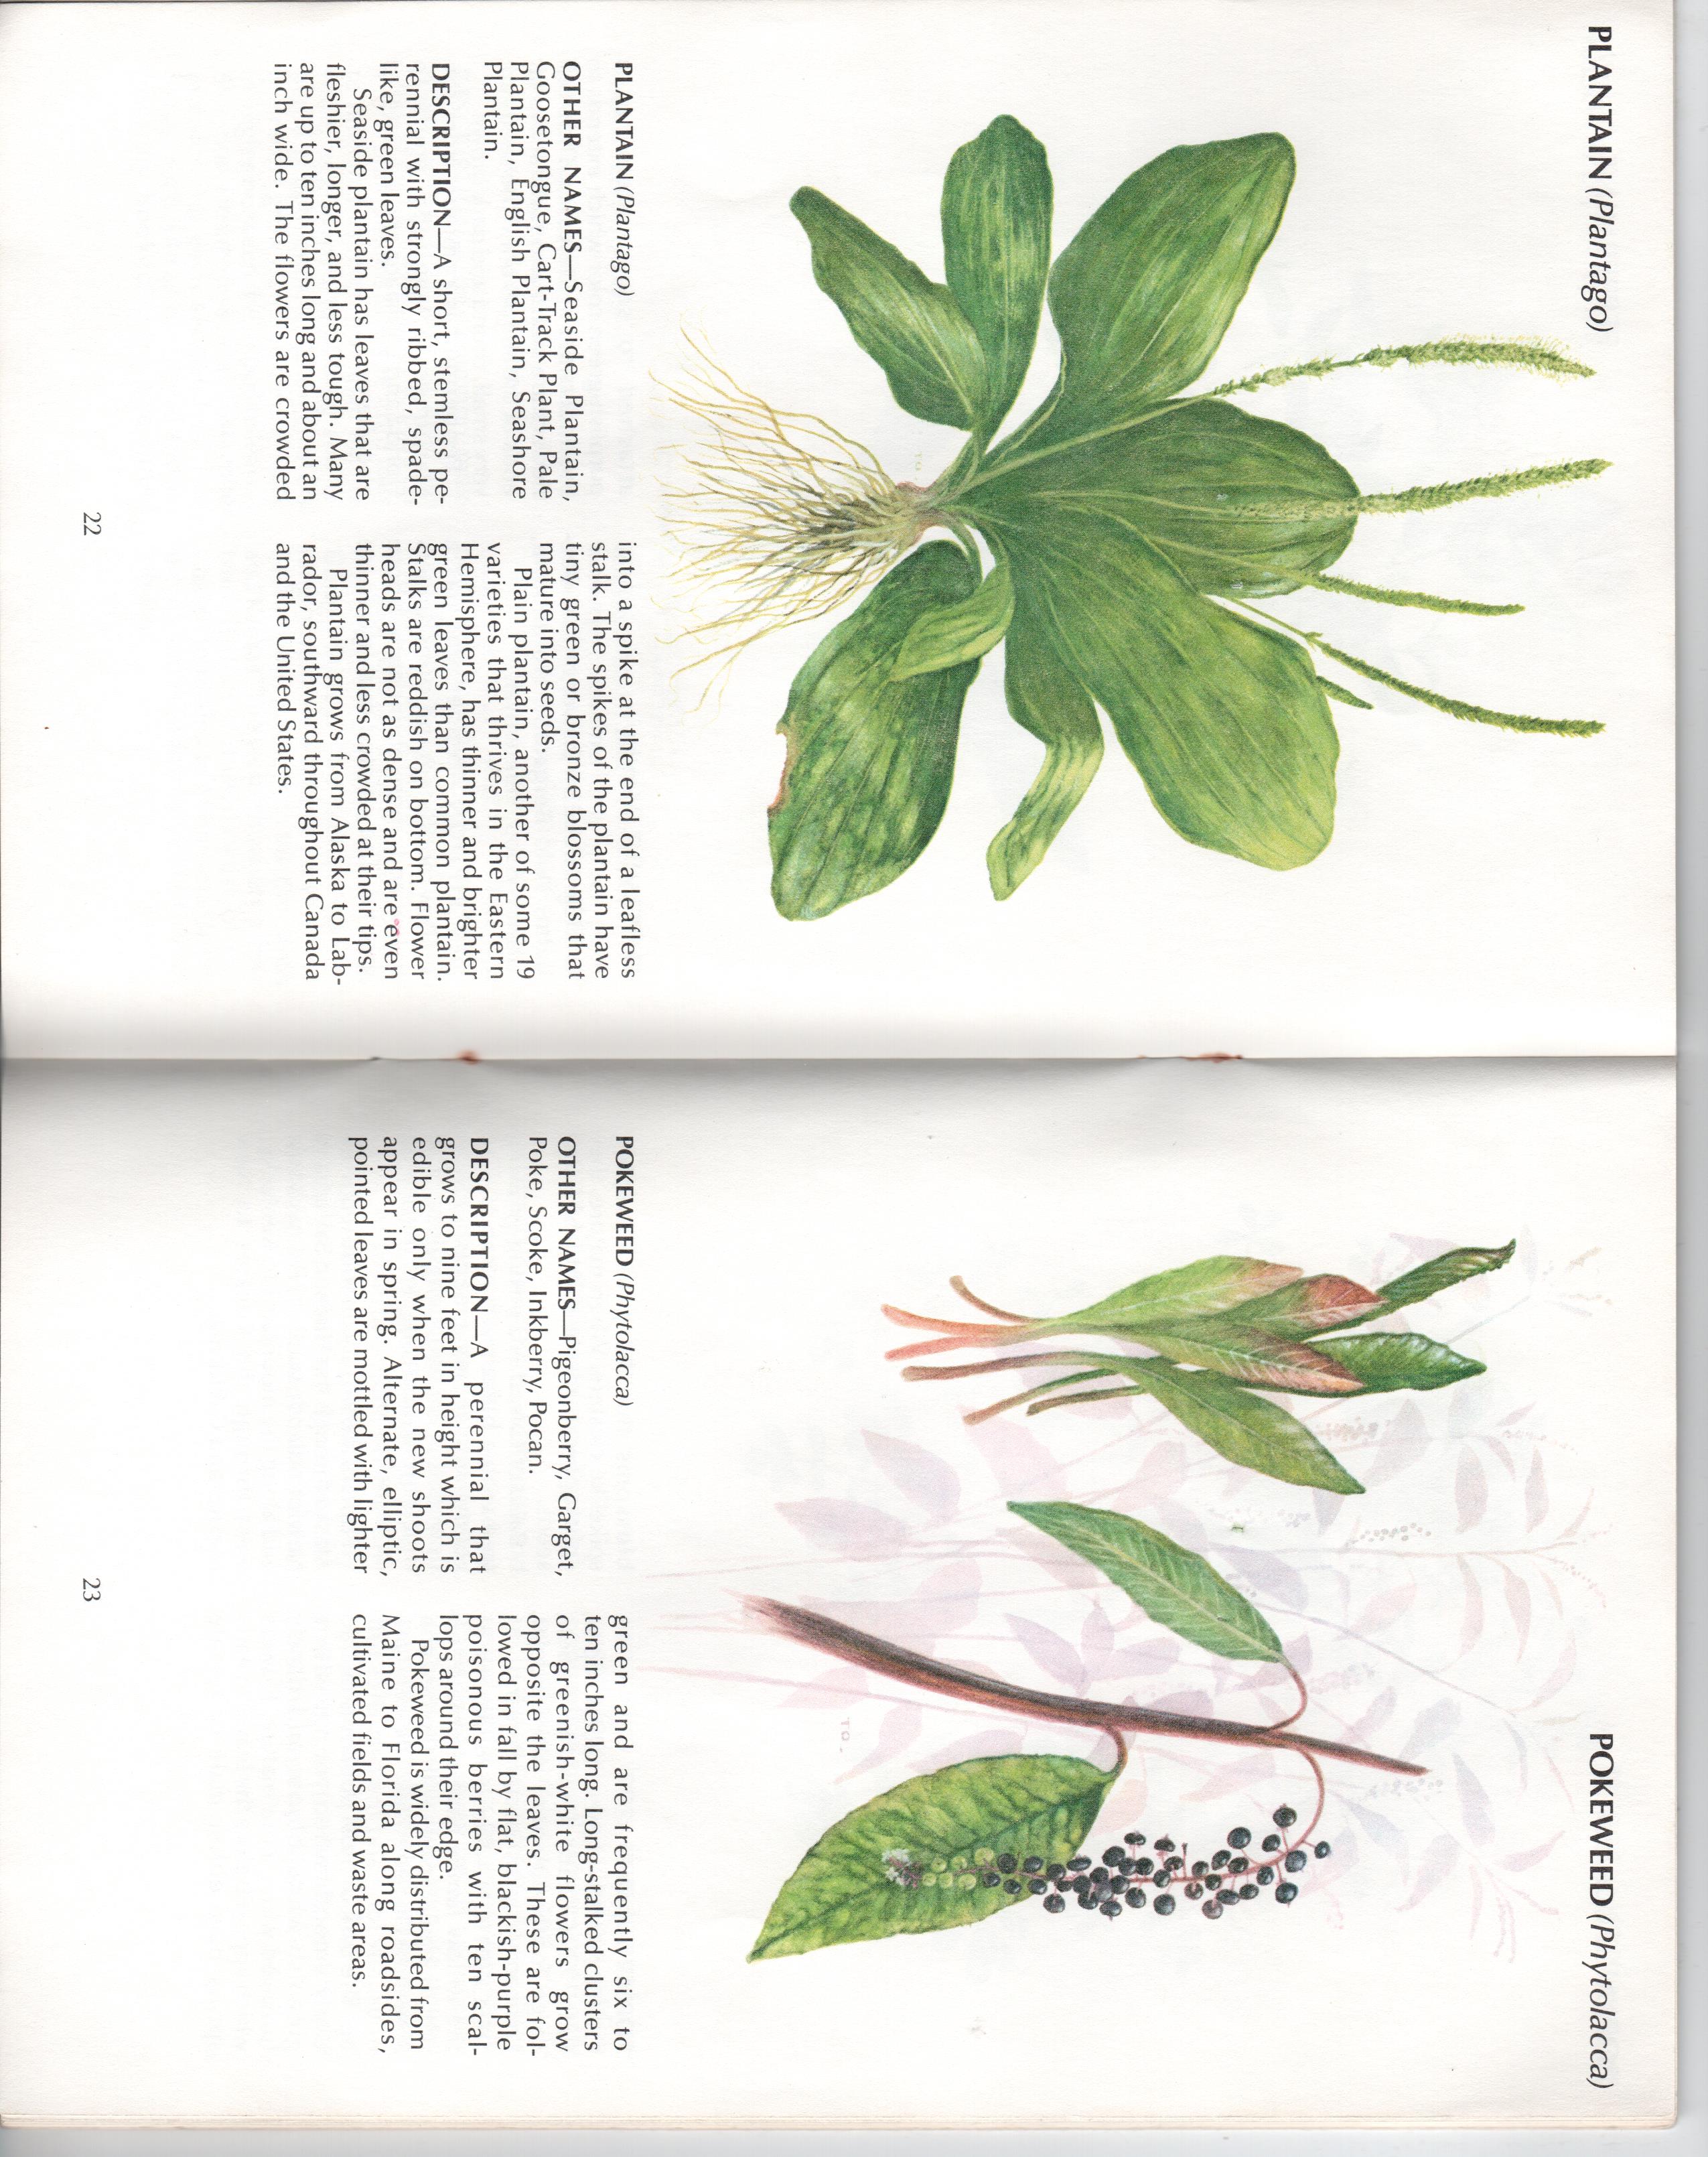 PLANTAIN (Plantago)
PLANTAIN (Plantago)
OTHER NAMES—Seaside Plantain,
Goosetongue, Cart-Track Plant, Pale
Plantain, English Plantain, Seashore
Plantain.
DESCRIPTION—A short, stemless pe-
rennial with strongly ribbed, spade-
like, green leaves.
Seaside plantain has leaves that are
fleshier, longer, and less tough. Many
are up to ten inches long and about an
inch wide. The flowers are crowded
into a spike at the end of a leafless
stalk. The spikes of the plantain have
tiny green or bronze blossoms that
mature into seeds.
Plain plantain, another of some 19
varieties that thrives in the Eastern
Hemisphere, has thinner and brighter
green leaves than common plantain.
Stalks are reddish on bottom. Flower
heads are not as dense and are even
thinner and less crowded at their tips.
Plantain grows from Alaska to Lab-
rador, southward throughout Canada
and the United States.
22
POKEWEED (Phytolacca)
POKEWEED (Phytolacca)
OTHER NAMES—Pigeonberry, Garget,
Poke, Scoke, Inkberry, Pocan.
DESCRIPTION—A perennial that
grows to nine feet in height which is
edible only when the new shoots
appear in spring. Alternate, elliptic,
pointed leaves are mottled with lighter
green and are frequently six to
ten inches long. Long-stalked clusters
of greenish-white flowers grow
opposite the leaves. These are fol-
lowed in fall by flat, blackish-purple
poisonous berries with ten scal-
lops around their edge.
Pokeweed is widely distributed from
Maine to Florida along roadsides,
cultivated fields and waste areas.
23